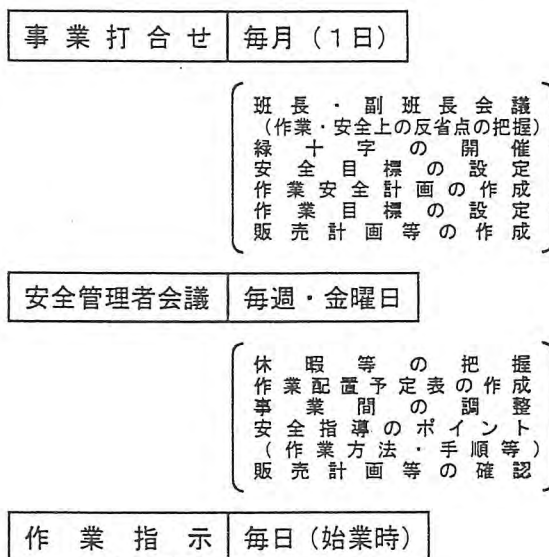 事業打合せ 毎月（１日）
班長・副班長会議
（作業・安全上の反省点の把握）
緑十字の開催
安全目標の設定
作業安全計画の作成
作業目標の設定
販売計画等の作成
安全管理者会議 毎週・金曜日
休暇等の把握
作業配置予定表の作成
事業間の調整
安全指導のポイント
（作業方法・手順等）
販売計画等の確認
作業指示 毎日（始業時）